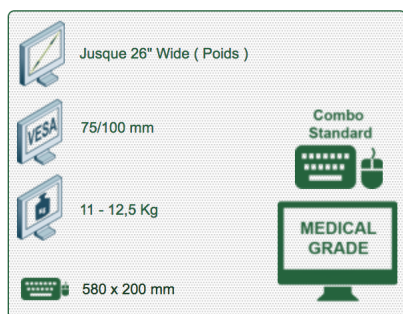 Jusque 26" Wide ( Poids )
VESA
75/100 mm
Combo
Standard
KG
11 - 12,5 Kg
MEDICAL
GRADE
580 x 200 mm